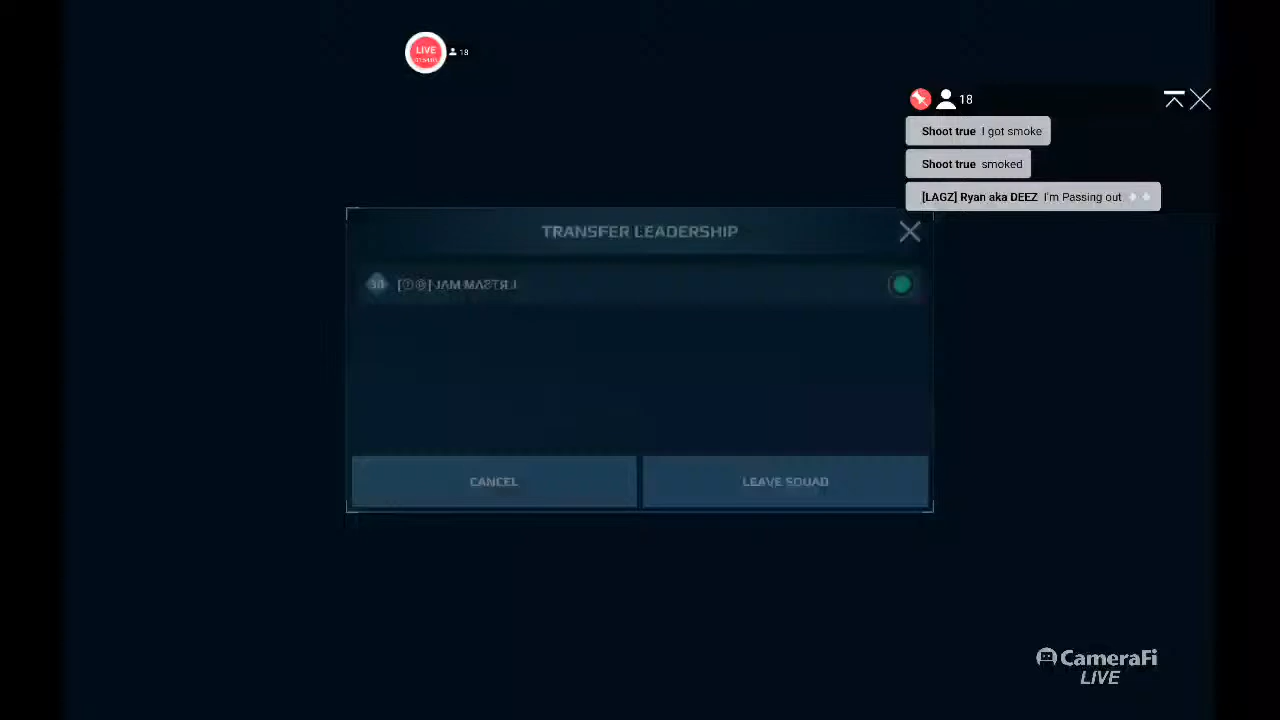 LIVE
18
18
Shoot true I got smoke
Shoot true smoked
[LAGZ] Ryan aka DEEZ I'm Passing out
TRANSFER LEADERSHIP
CANCEL
LEAVE SQUAD
CameraFi
LIVE